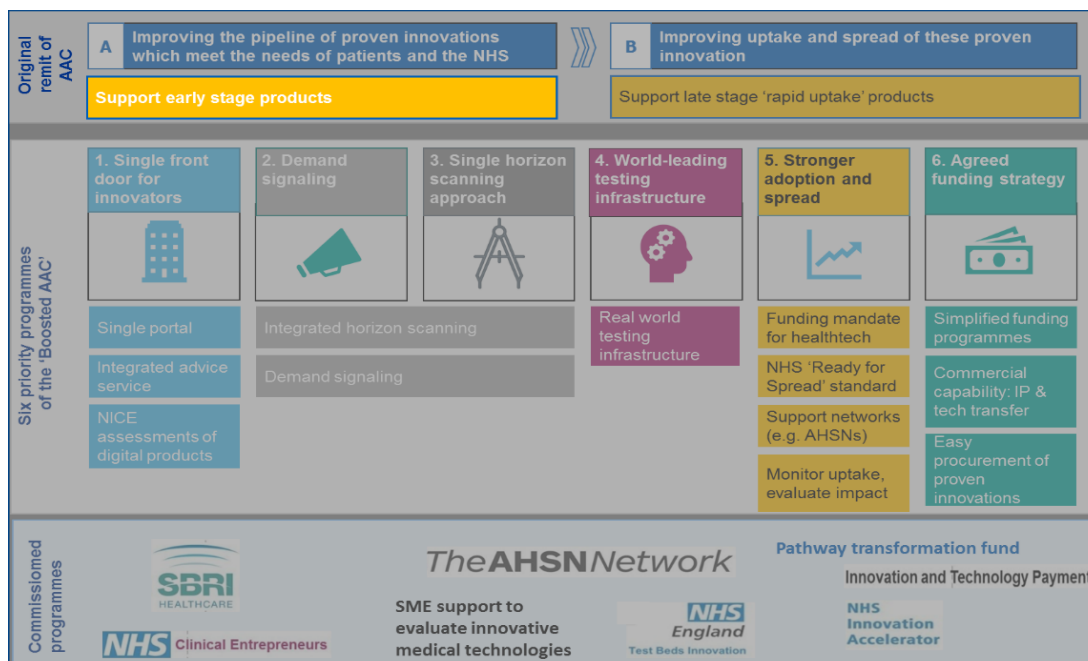 Original
remit of
AAC
A
Improving the pipeline of proven innovations
which meet the needs of patients and the NHS
B
Improving uptake and spread of these proven
innovation
Support early stage products
Support late stage ‘rapid uptake’ products
Six priority programmes
of the ‘Boosted AAC’
1. Single front
door for
innovators
2. Demand
signaling
3. Single horizon
scanning
approach
4. World-leading
testing
infrastructure
5. Stronger
adoption and
spread
6. Agreed
funding strategy
Single portal
Integrated advice
service
NICE
assessments of
digital products
Integrated horizon scanning
Demand signaling
Real world
testing
infrastructure
Funding mandate
for healthtech
NHS ‘Ready for
Spread’ standard
Support networks
(e.g. AHSNs)
Monitor uptake,
evaluate impact
Simplified funding
programmes
Commercial
capability: IP &
tech transfer
Easy
procurement of
proven
innovations
Commissiomed
programmes
SBRI
HEALTHCARE
NHS Clinical Entrepreneurs
TheAHSNNetwork
SME support to
evaluate innovative
medical technologies
NHS
England
Test Beds Innovation
Pathway transformation fund
Innovation and Technology Payment
NHS
Innovation
Accelerator